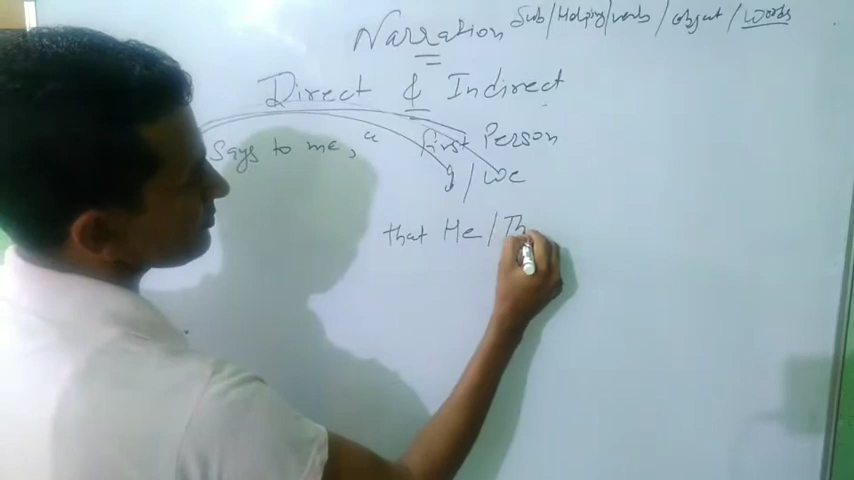 Narration Sub/Helping/verb/object/Words
Direct & Indirect
Says to me, “ first Person
I/We
that He/Th